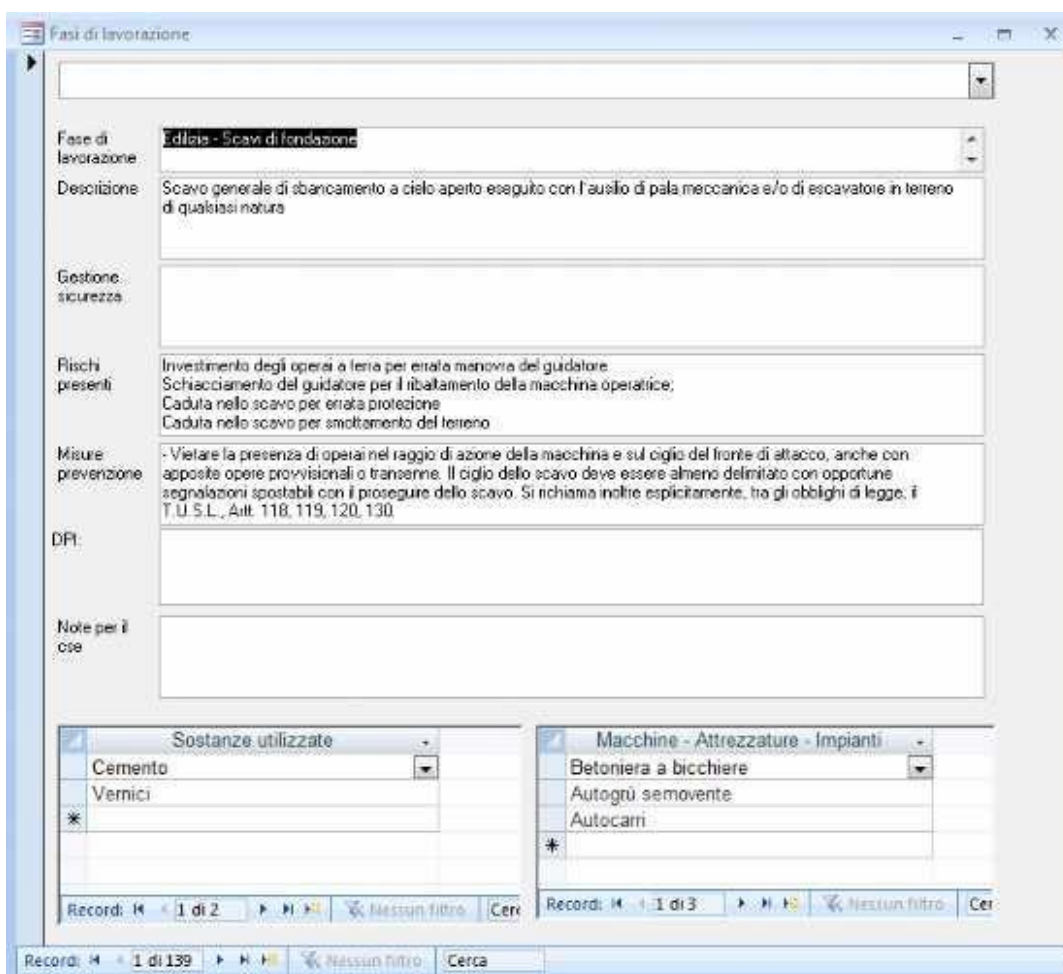 Fasi di lavorazione
Fase di lavorazione
Edilizia - Scavi di fondazione
Descrizione
Scavo generale di sbancamento a cielo aperto eseguito con l'ausilio di pala meccanica e/o di escavatore in terreno
di qualsiasi natura
Gestione sicurezza
Rischi presenti
Investimento degli operai a terra per errata manovra del guidatore
Schiacciamento del guidatore per il ribaltamento della macchina operatrice;
Caduta nello scavo per errata protezione
Caduta nello scavo per smottamento del terreno
Misure prevenzione
- Vietare la presenza di operai nel raggio di azione della macchina e sul ciglio del fronte di attacco, anche con
apposite opere provvisionali o transenne. Il ciglio dello scavo deve essere almeno delimitato con opportune
segnalazioni spostabili con il proseguire dello scavo. Si richiama inoltre esplicitamente, tra gli obblighi di legge, il
T.U.S.L., Artt. 118, 119, 120, 130.
DPI:
Note per il cse
Sostanze utilizzate
Cemento
Vernici
Record: 1 di 2 Nessun filtro Cerc
Macchine - Attrezzature - Impianti
Betoniera a bicchiere
Autogrù semovente
Autocarri
Record: 1 di 3 Nessun filtro Cer
Record: 1 di 139 Nessun filtro Cerca